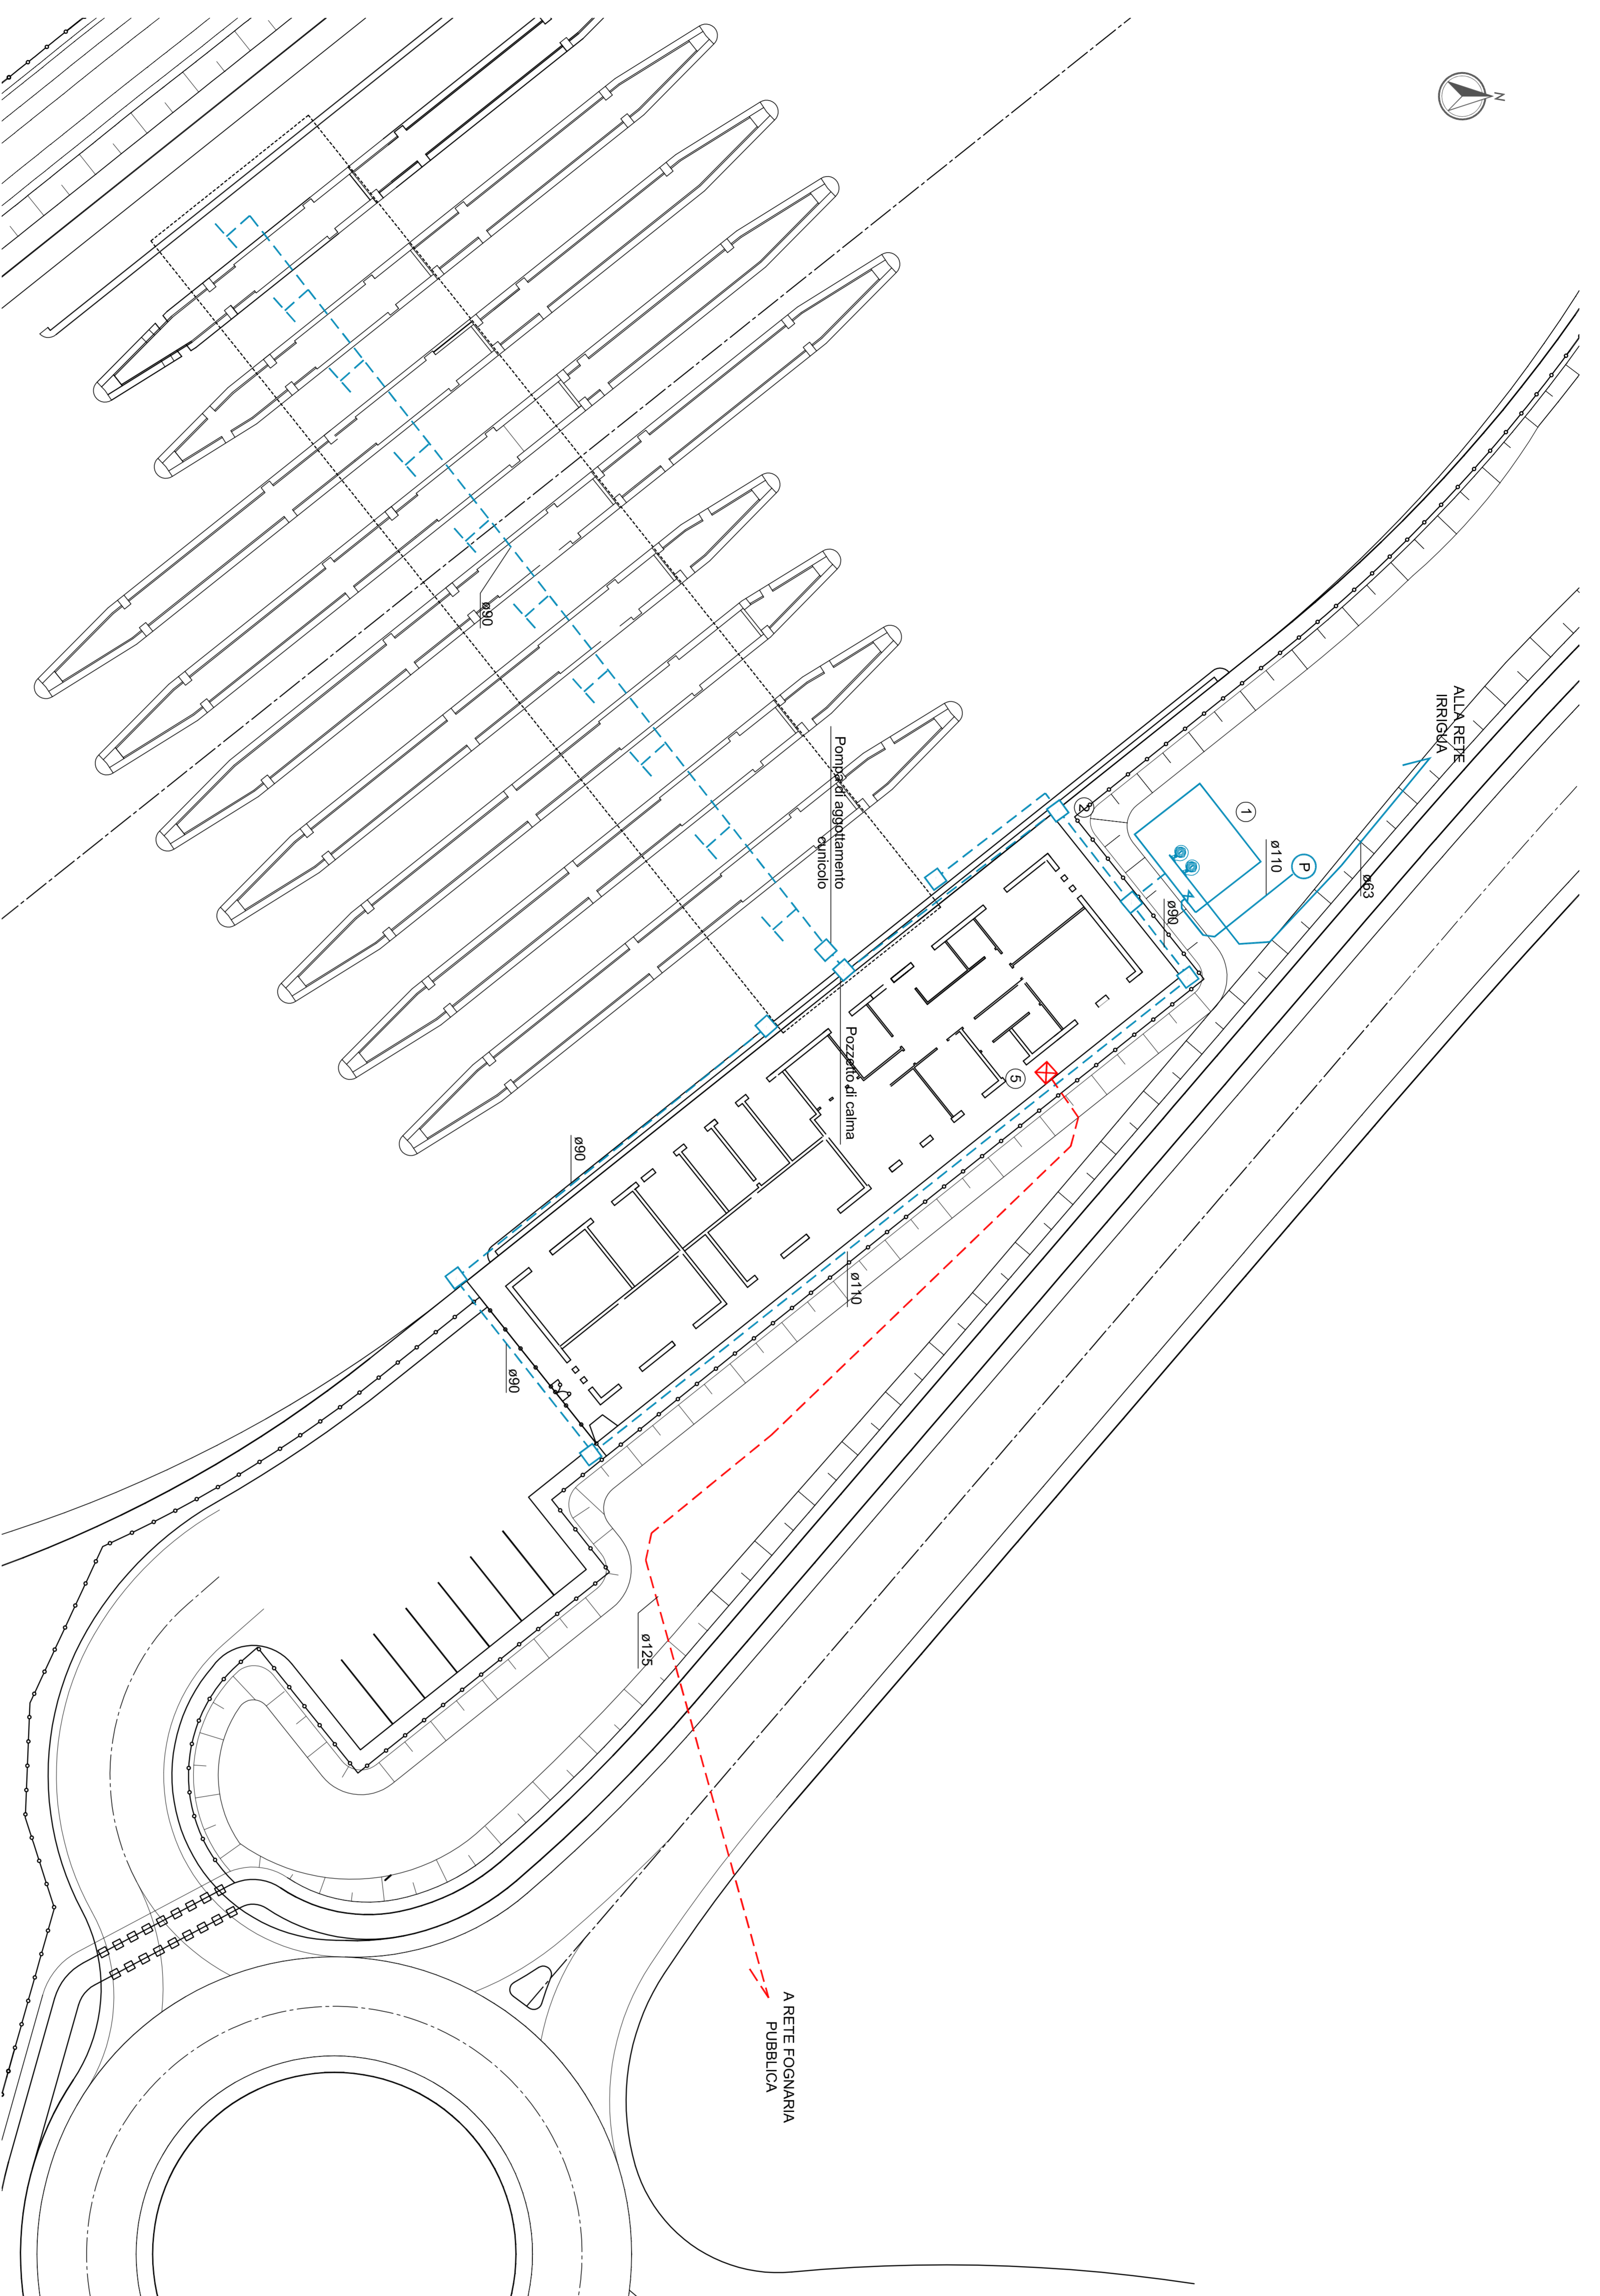 N
ALLA RETE
IRRIGUA
1
P
ø110
ø63
2
ø90
ø90
Pompa di aggottamento
cunicolo
Pozzetto di calma
5
ø90
ø110
ø90
ø125
A RETE FOGNARIA
PUBBLICA